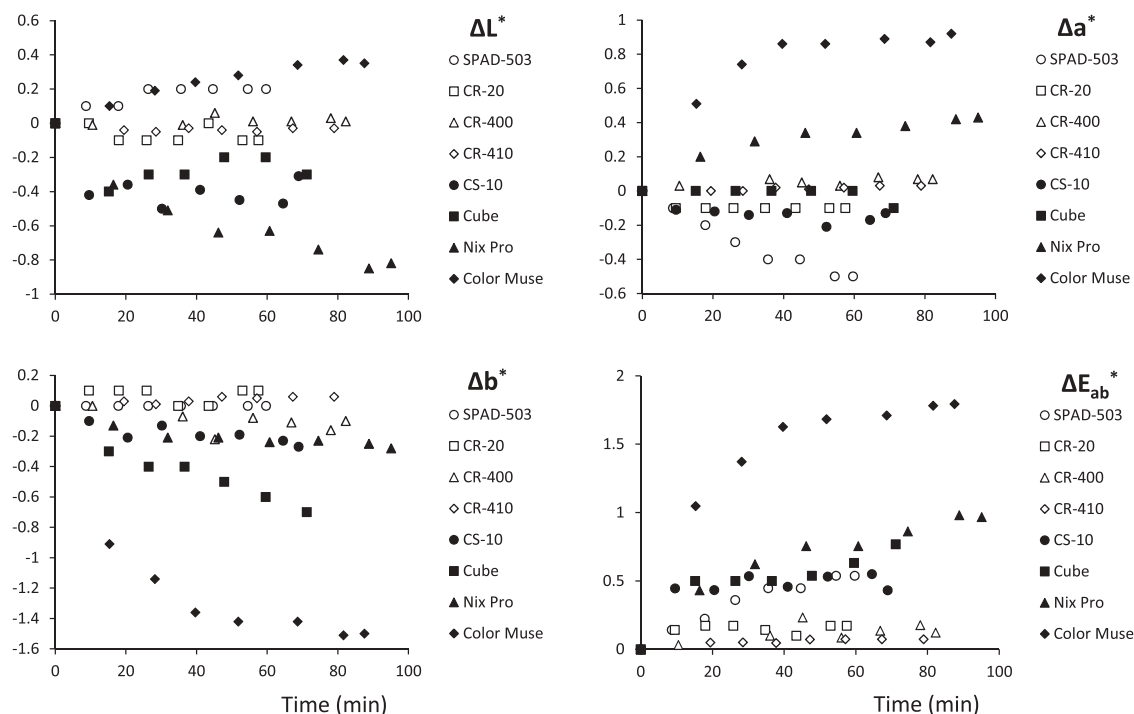 ΔL*
0.6
0.4
0.2
0
-0.2
-0.4
-0.6
-0.8
-1
0 20 40 60 80 100
SPAD-503
CR-20
CR-400
CR-410
CS-10
Cube
Nix Pro
Color Muse
Δa*
1
0.8
0.6
0.4
0.2
0
-0.2
-0.4
-0.6
0 20 40 60 80 100
SPAD-503
CR-20
CR-400
CR-410
CS-10
Cube
Nix Pro
Color Muse
Δb*
0.2
0
-0.2
-0.4
-0.6
-0.8
-1
-1.2
-1.4
-1.6
0 20 40 60 80 100
Time (min)
SPAD-503
CR-20
CR-400
CR-410
CS-10
Cube
Nix Pro
Color Muse
ΔEab*
2
1.5
1
0.5
0
0 20 40 60 80 100
Time (min)
SPAD-503
CR-20
CR-400
CR-410
CS-10
Cube
Nix Pro
Color Muse